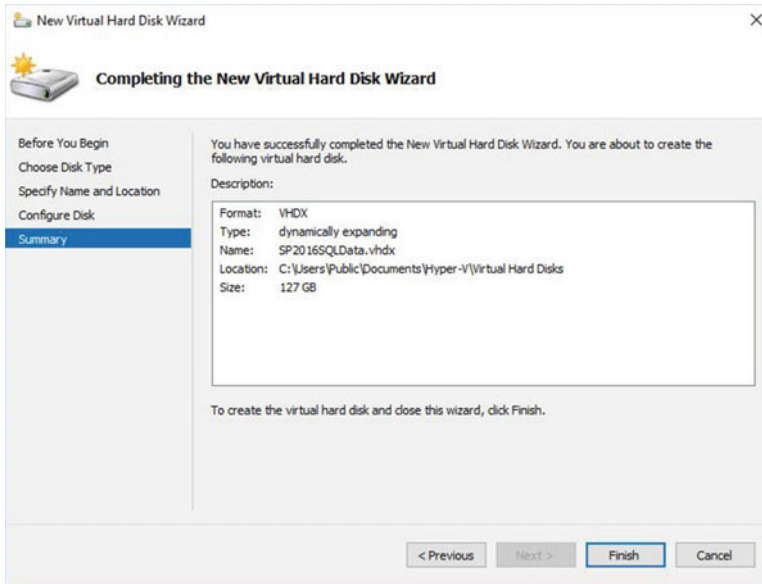 New Virtual Hard Disk Wizard
Completing the New Virtual Hard Disk Wizard
Before You Begin
Choose Disk Type
Specify Name and Location
Configure Disk
Summary
You have successfully completed the New Virtual Hard Disk Wizard. You are about to create the
following virtual hard disk.
Description:
Format: VHDX
Type: dynamically expanding
Name: SP2016SQLData.vhdx
Location: C:\Users\Public\Documents\Hyper-V\Virtual Hard Disks
Size: 127 GB
To create the virtual hard disk and close this wizard, click Finish.
< Previous Next > Finish Cancel